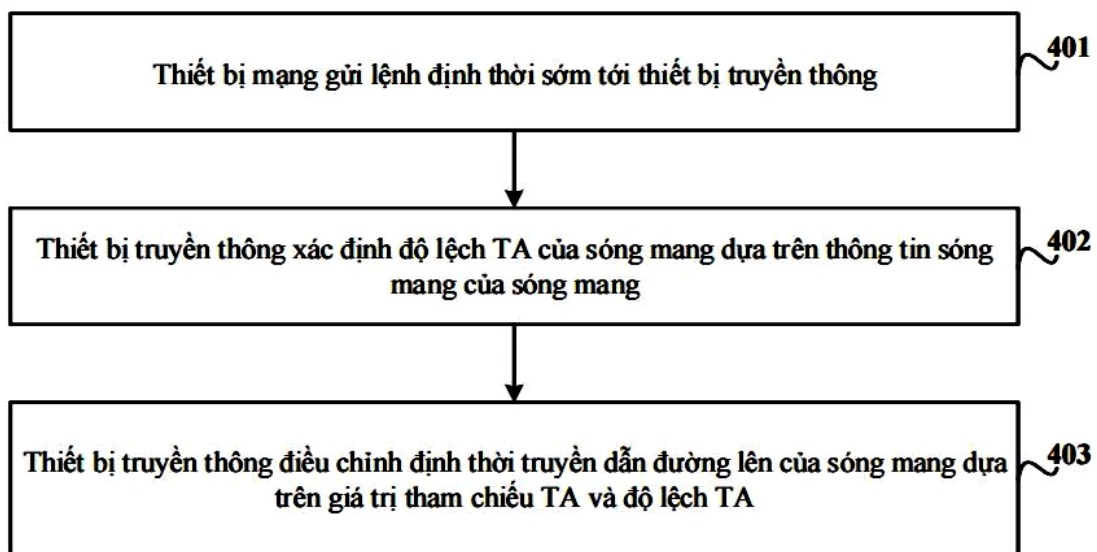 Thiết bị mạng gửi lệnh định thời sớm tới thiết bị truyền thông
401
Thiết bị truyền thông xác định độ lệch TA của sóng mang dựa trên thông tin sóng
mang của sóng mang
402
Thiết bị truyền thông điều chỉnh định thời truyền dẫn đường lên của sóng mang dựa
trên giá trị tham chiếu TA và độ lệch TA
403